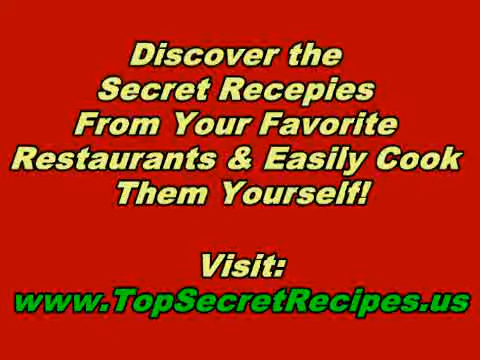 Discover the
Secret Recepies
From Your Favorite
Restaurants & Easily Cook
Them Yourself!
Visit:
www.TopSecretRecipes.us